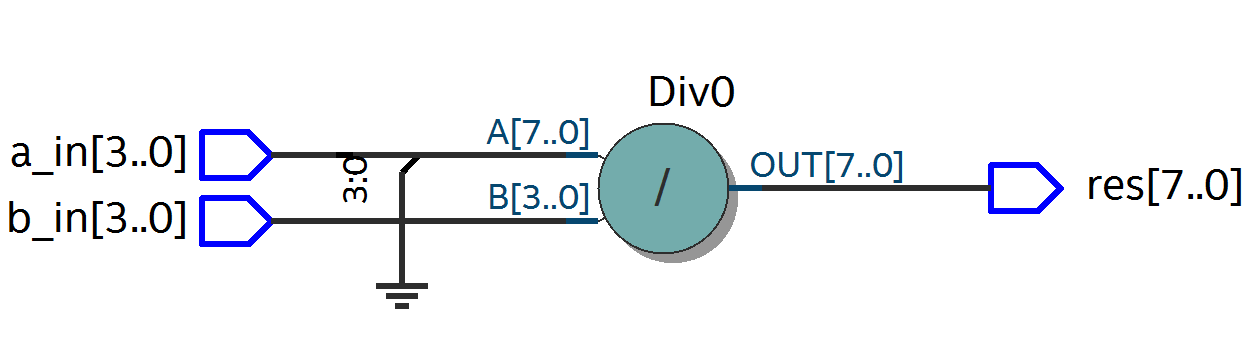 Div0
a_in[3..0]
3:0
A[7..0]
b_in[3..0]
B[3..0]
/
OUT[7..0]
res[7..0]